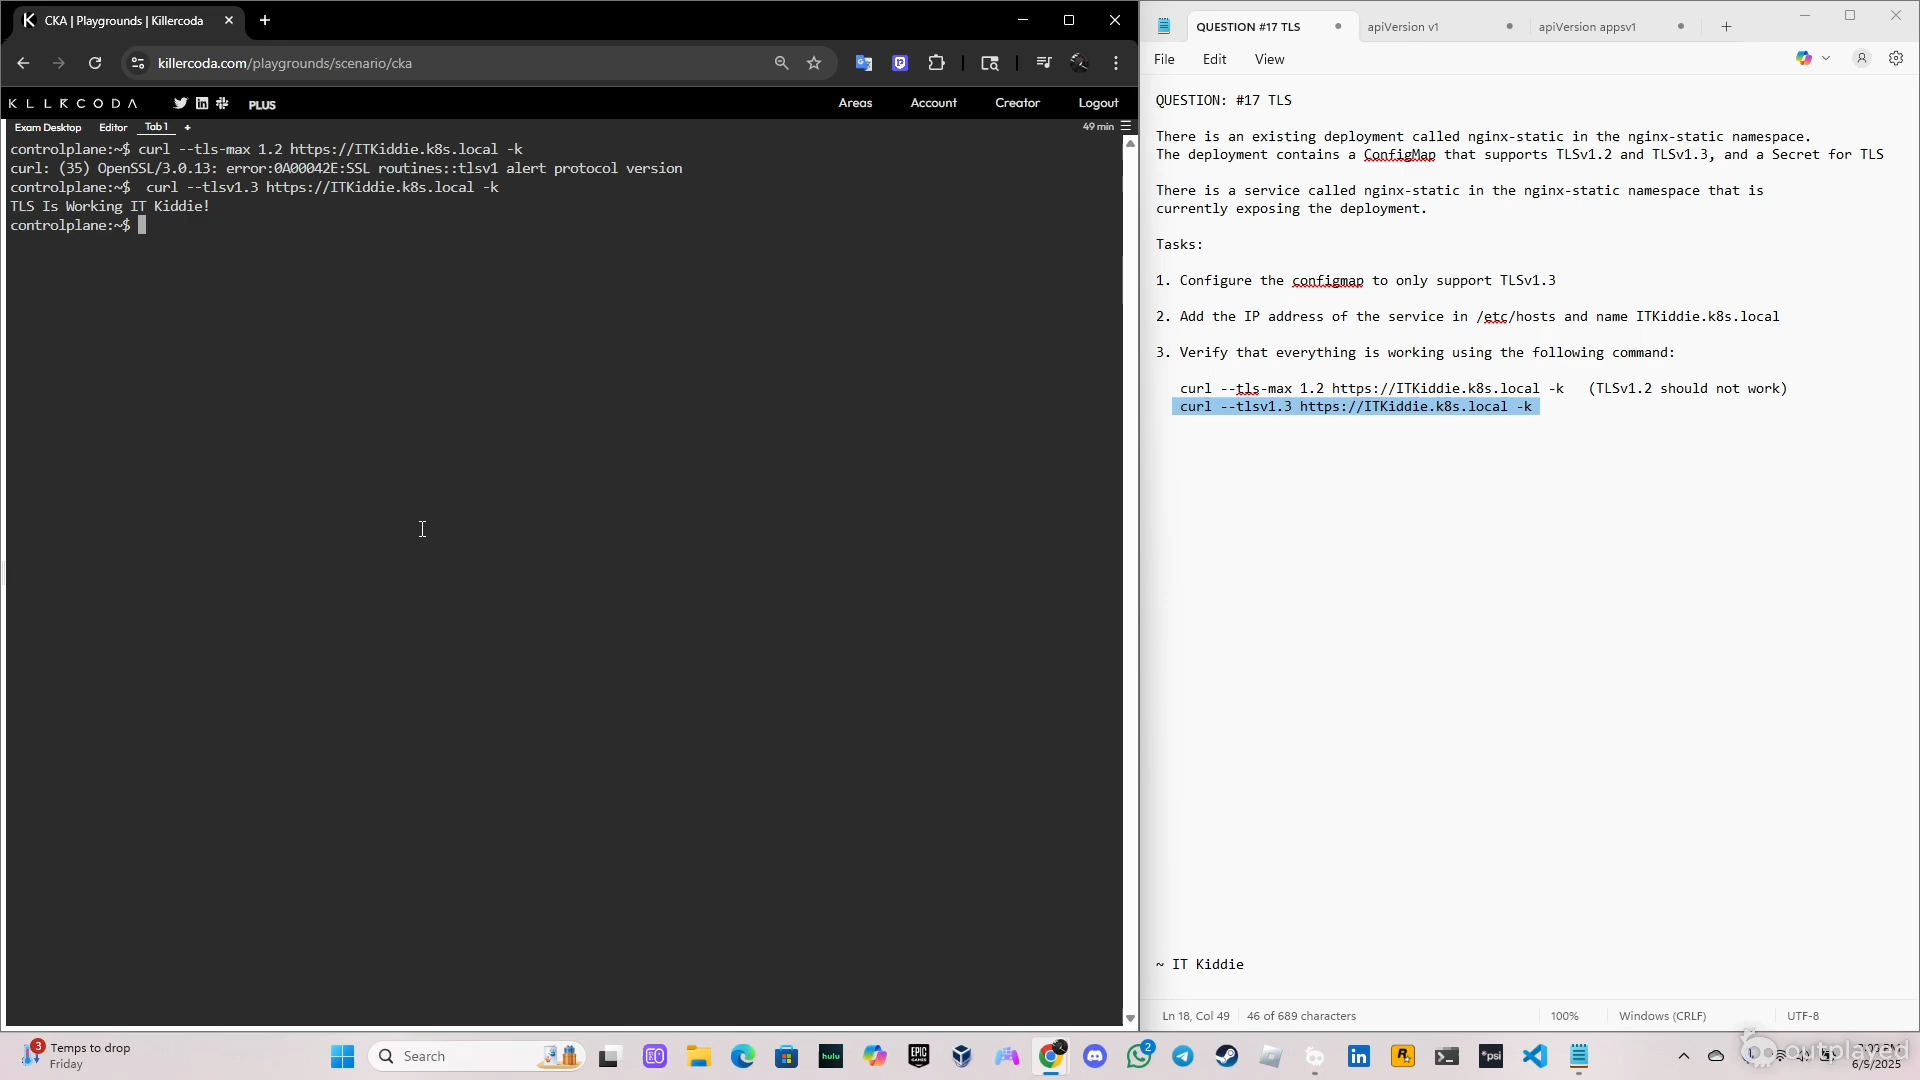 CKA | Playgrounds | Killercoda
killercoda.com/playgrounds/scenario/cka
PLUS
Areas
Account
Creator
Logout
Exam Desktop
Editor
Tab 1
+
49 min
controlplane:~$ curl --tls-max 1.2 https://ITKiddie.k8s.local -k
curl: (35) OpenSSL/3.0.13: error:0A00042E:SSL routines::tlsv1 alert protocol version
controlplane:~$  curl --tlsv1.3 https://ITKiddie.k8s.local -k
TLS Is Working IT Kiddie!
controlplane:~$
QUESTION #17 TLS
apiVersion v1
apiVersion appsv1
File
Edit
View
QUESTION: #17 TLS
There is an existing deployment called nginx-static in the nginx-static namespace.
The deployment contains a ConfigMap that supports TLSv1.2 and TLSv1.3, and a Secret for TLS
There is a service called nginx-static in the nginx-static namespace that is
currently exposing the deployment.
Tasks:
1. Configure the configmap to only support TLSv1.3
2. Add the IP address of the service in /etc/hosts and name ITKiddie.k8s.local
3. Verify that everything is working using the following command:
curl --tls-max 1.2 https://ITKiddie.k8s.local -k   (TLSv1.2 should not work)
curl --tlsv1.3 https://ITKiddie.k8s.local -k
~ IT Kiddie
Ln 18, Col 49
46 of 689 characters
100%
Windows (CRLF)
UTF-8
3
Temps to drop
Friday
Search
hulu
EPIC GAMES
2
*psi
outplayed